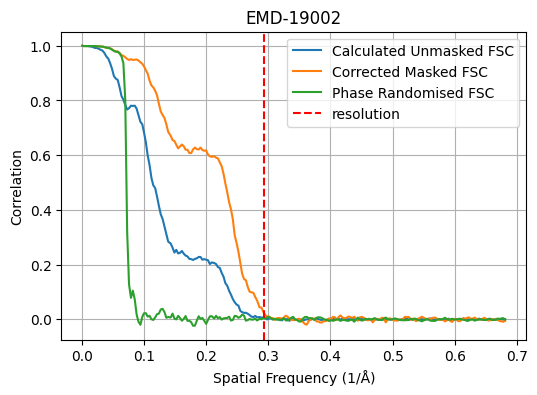 EMD-19002
Calculated Unmasked FSC
Corrected Masked FSC
Phase Randomised FSC
resolution
Correlation
1.0
0.8
0.6
0.4
0.2
0.0
0.0 0.1 0.2 0.3 0.4 0.5 0.6 0.7
Spatial Frequency (1/Å)